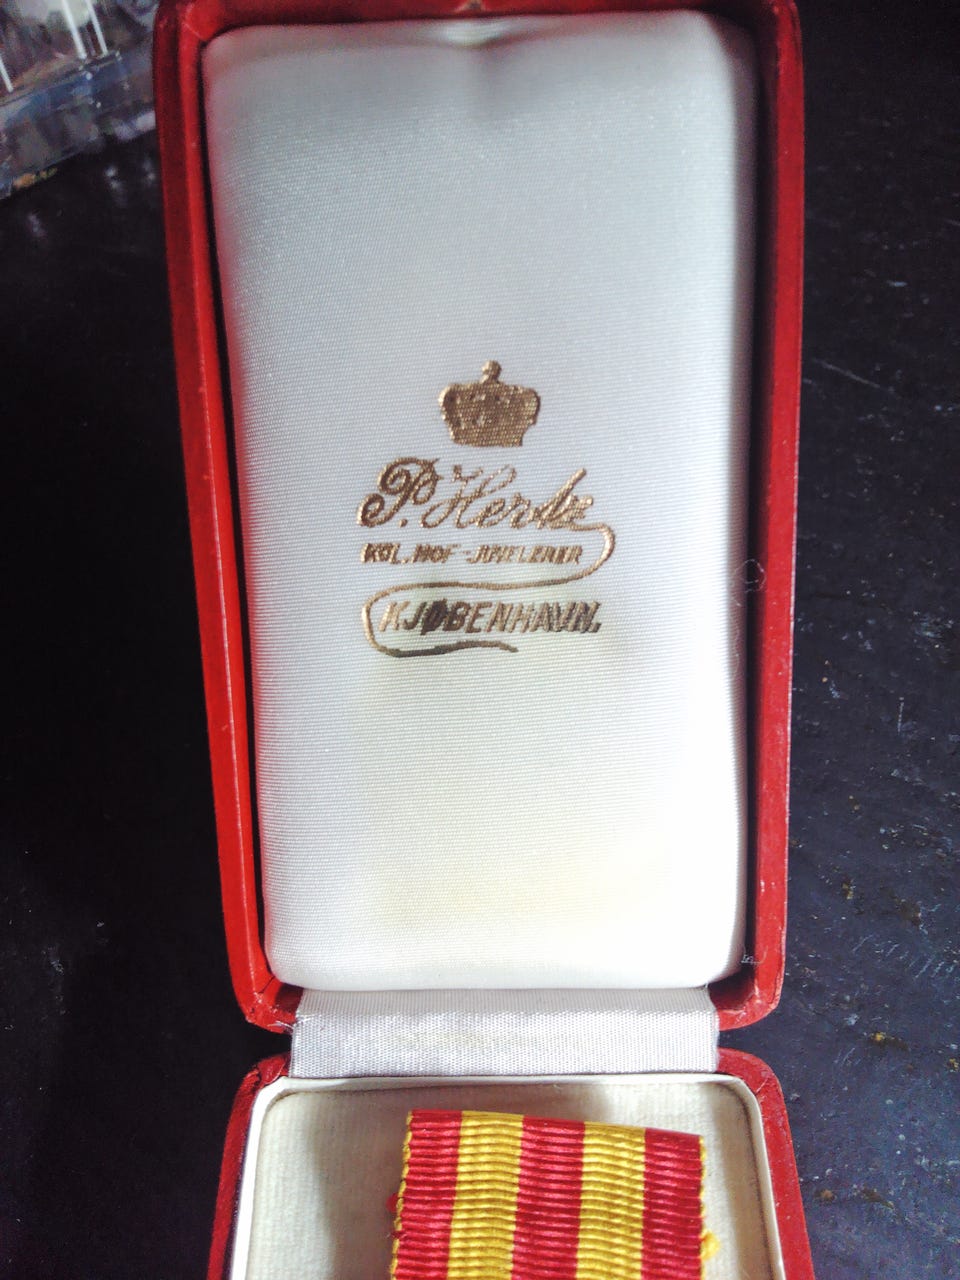 P. Hertz
KGL. HOF-JUVELERER
KJØBENHAVN.